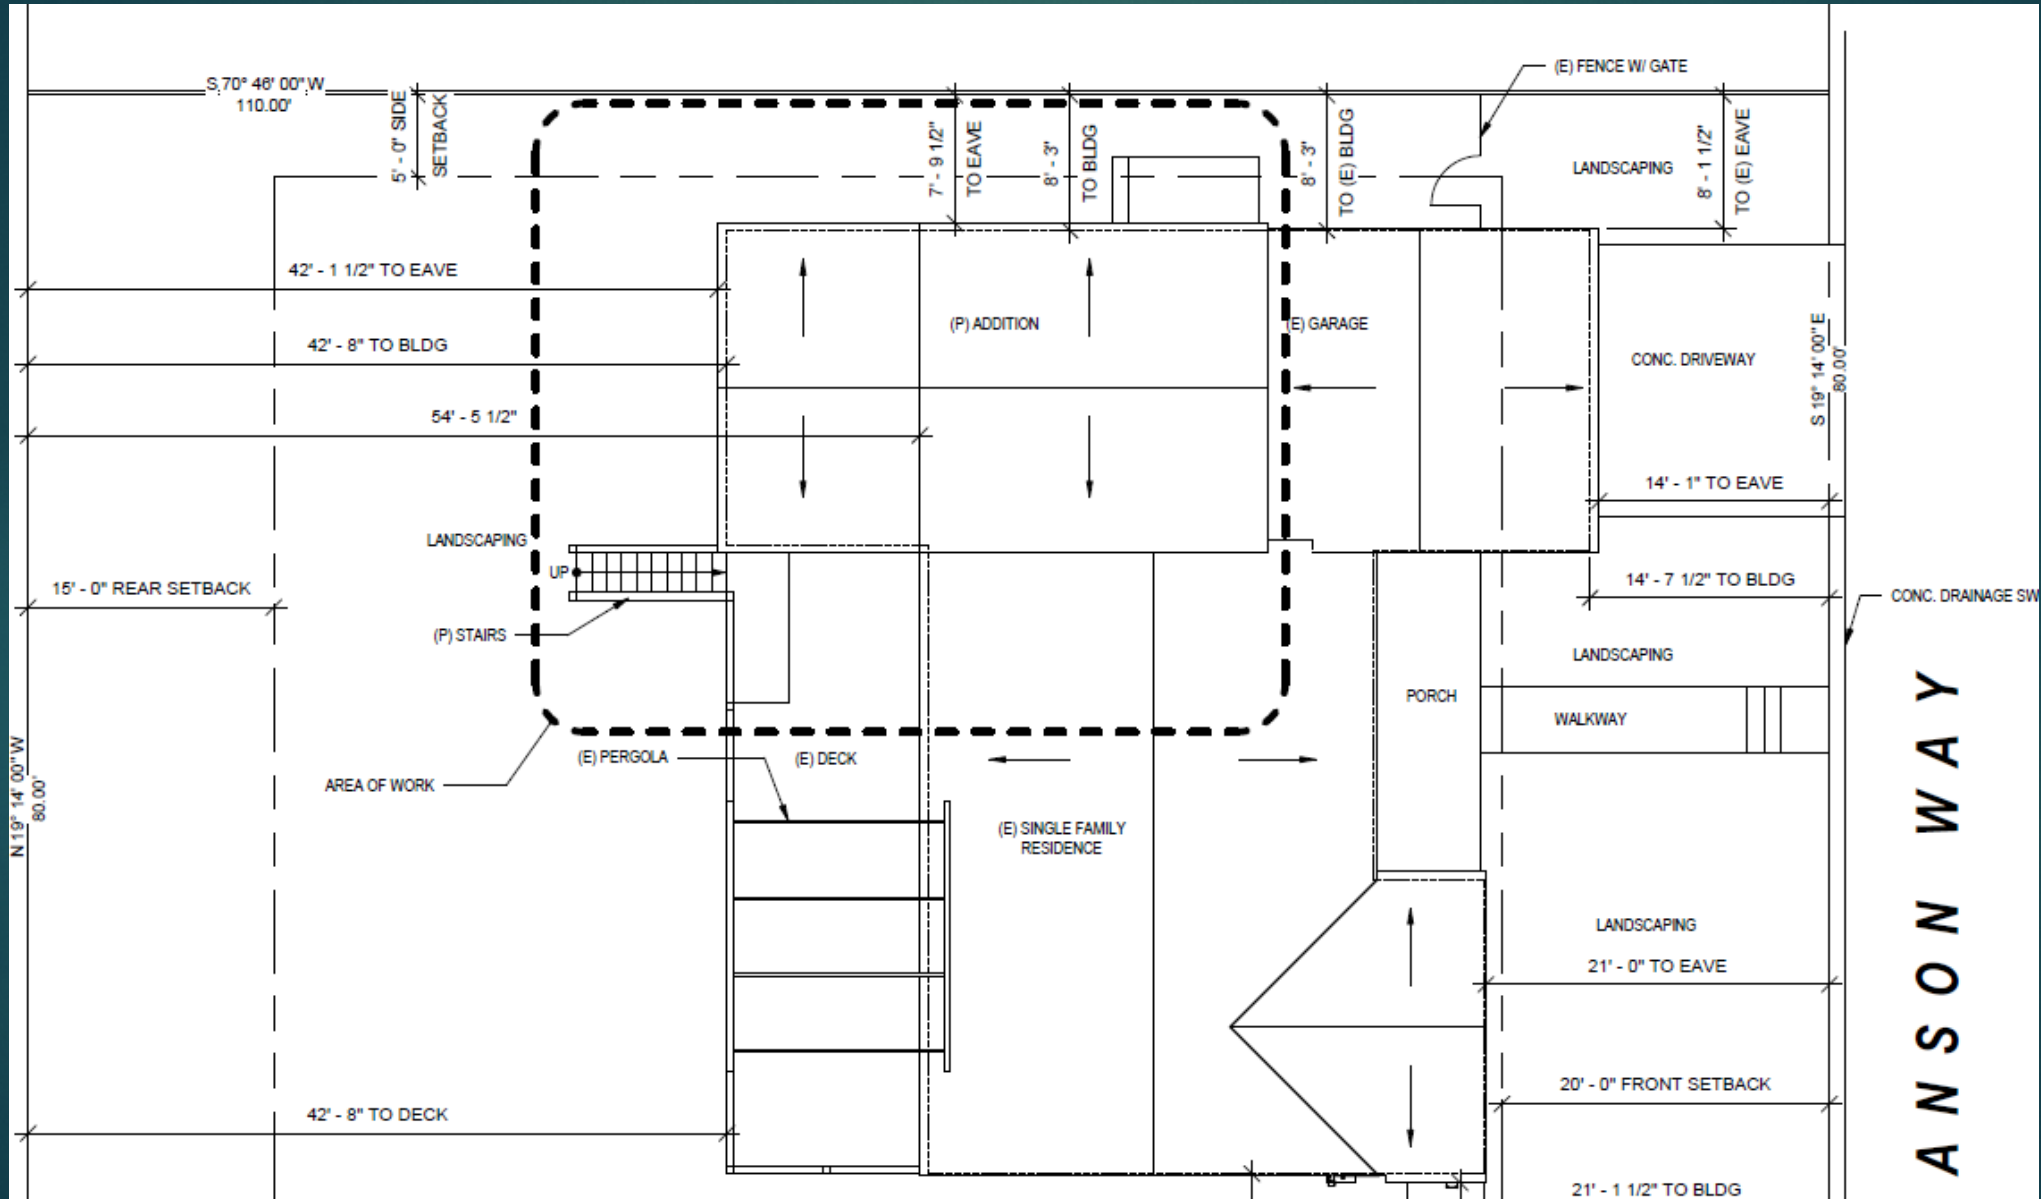 (E) FENCE W/ GATE
S 70° 46' 00" W
110.00'
5' - 0" SIDE
SETBACK
7' - 9 1/2"
TO EAVE
8' - 3"
TO BLDG
8' - 3"
TO (E) BLDG
LANDSCAPING
8' - 1 1/2"
TO (E) EAVE
42' - 1 1/2" TO EAVE
(P) ADDITION
(E) GARAGE
42' - 8" TO BLDG
CONC. DRIVEWAY
S 19° 14' 00" E
80.00'
54' - 5 1/2"
14' - 1" TO EAVE
LANDSCAPING
UP
15' - 0" REAR SETBACK
14' - 7 1/2" TO BLDG
CONC. DRAINAGE SW
(P) STAIRS
LANDSCAPING
PORCH
WALKWAY
(E) PERGOLA
(E) DECK
AREA OF WORK
N 19° 14' 00" W
80.00'
(E) SINGLE FAMILY
RESIDENCE
ANSON WAY
LANDSCAPING
21' - 0" TO EAVE
20' - 0" FRONT SETBACK
42' - 8" TO DECK
21' - 1 1/2" TO BLDG